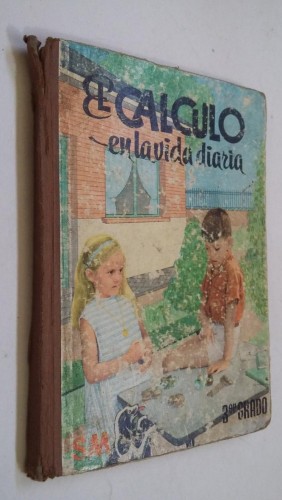 El CALCULO
en la vida diaria
S.M.
3er GRADO